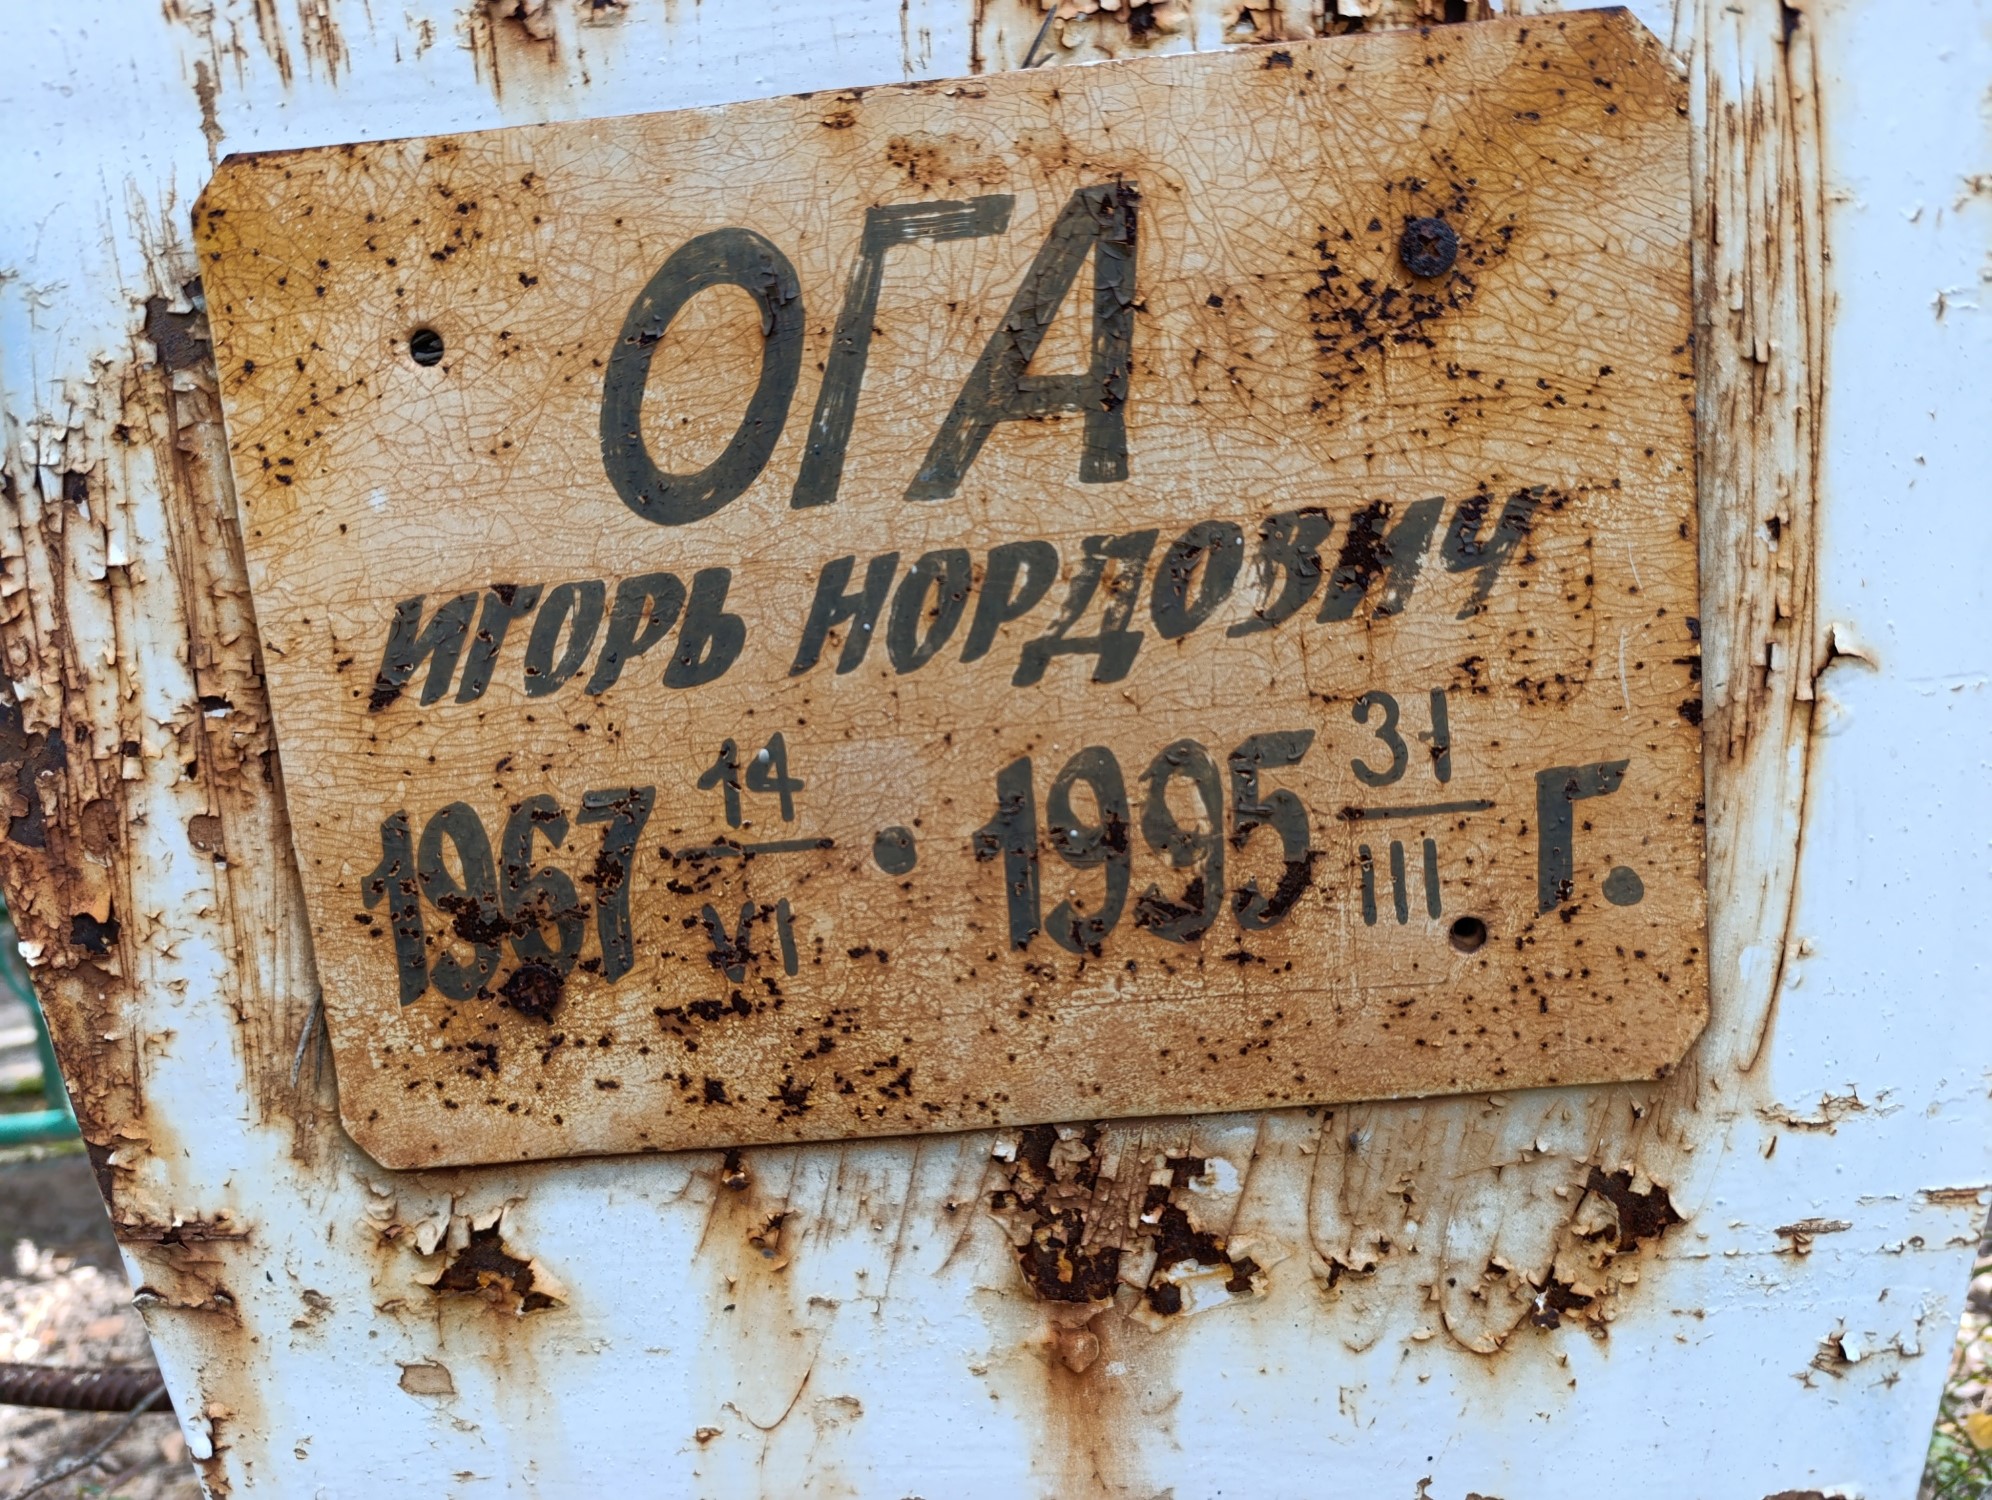 ОГА
ИГОРЬ НОРДОВИЧ
1967 14/VI · 1995 31/III г.